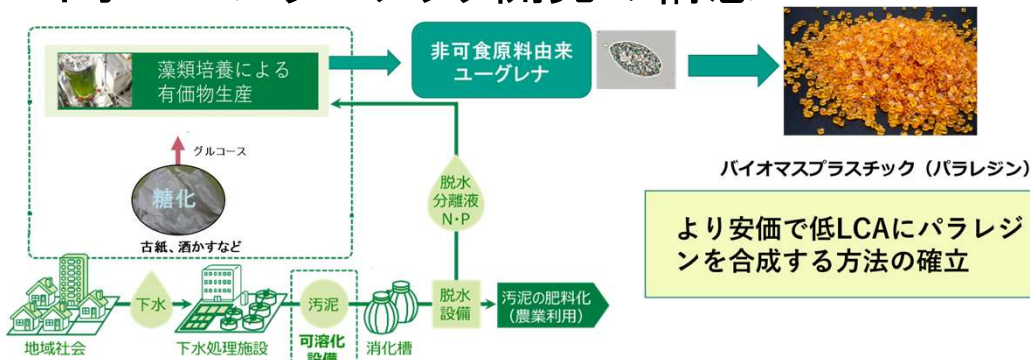 藻類培養による
有価物生産
非可食原料由来
ユーグレナ
グルコース
糖化
古紙、酒かすなど
脱水
分離液
N・P
バイオマスプラスチック（パラレジン）
より安価で低LCAにパラレジ
ンを合成する方法の確立
地域社会
下水
下水処理施設
汚泥
可溶化
設備
消化槽
脱水
設備
汚泥の肥料化
（農業利用）